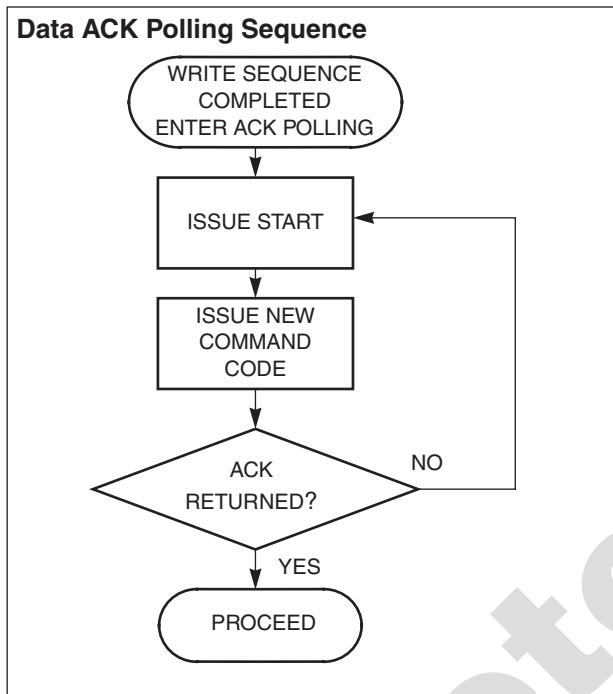 Data ACK Polling Sequence
WRITE SEQUENCE
COMPLETED
ENTER ACK POLLING
ISSUE START
ISSUE NEW
COMMAND
CODE
ACK
RETURNED?
NO
YES
PROCEED